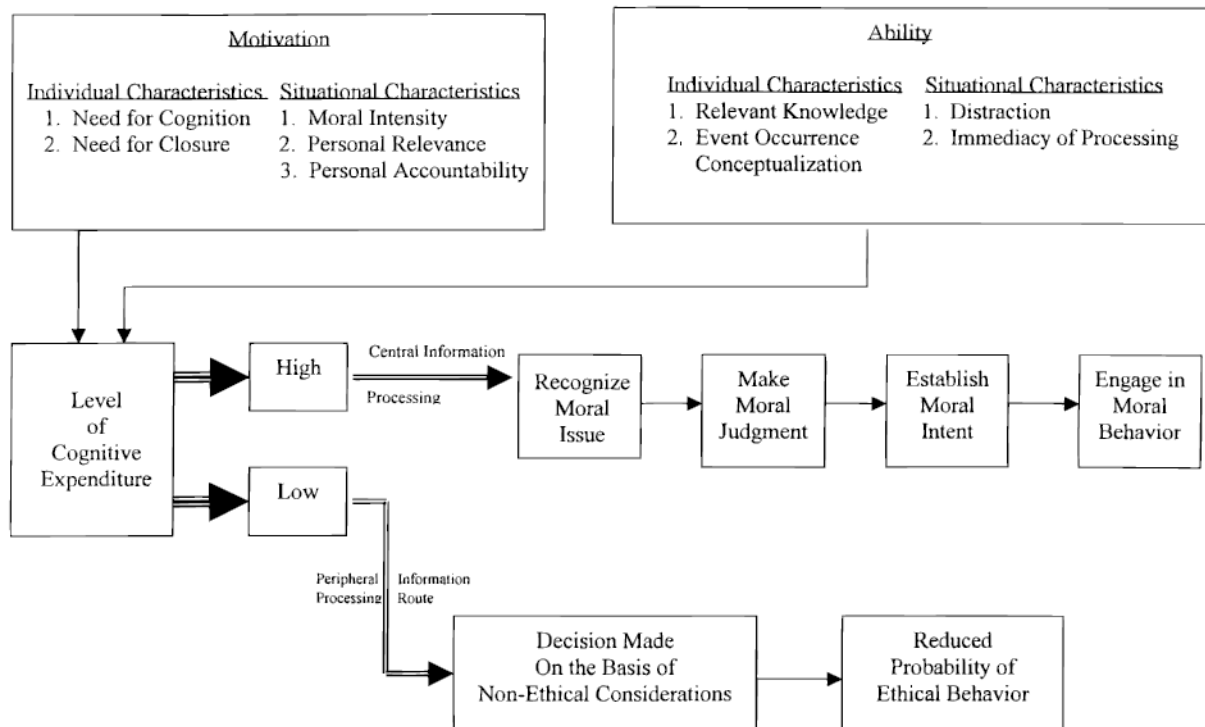 Motivation
Individual Characteristics
1. Need for Cognition
2. Need for Closure
Situational Characteristics
1. Moral Intensity
2. Personal Relevance
3. Personal Accountability
Ability
Individual Characteristics
1. Relevant Knowledge
2. Event Occurrence
Conceptualization
Situational Characteristics
1. Distraction
2. Immediacy of Processing
Level
of
Cognitive
Expenditure
High
Central Information
Processing
Recognize
Moral
Issue
Make
Moral
Judgment
Establish
Moral
Intent
Engage in
Moral
Behavior
Low
Peripheral Information
Processing Route
Decision Made
On the Basis of
Non-Ethical Considerations
Reduced
Probability of
Ethical Behavior